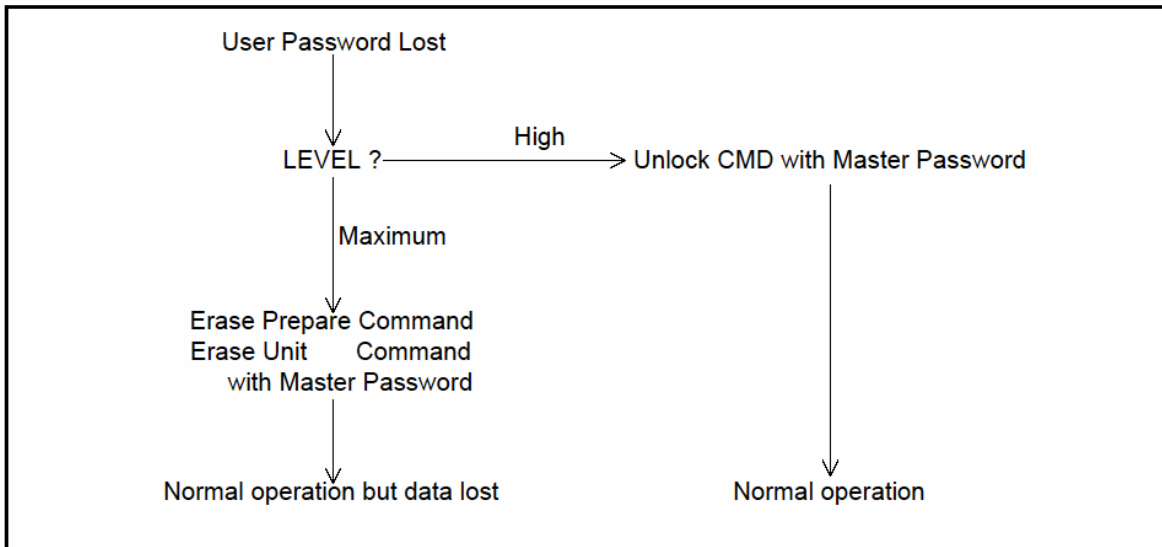 User Password Lost
High
LEVEL ?
Unlock CMD with Master Password
Maximum
Erase Prepare Command
Erase Unit Command
with Master Password
Normal operation but data lost
Normal operation